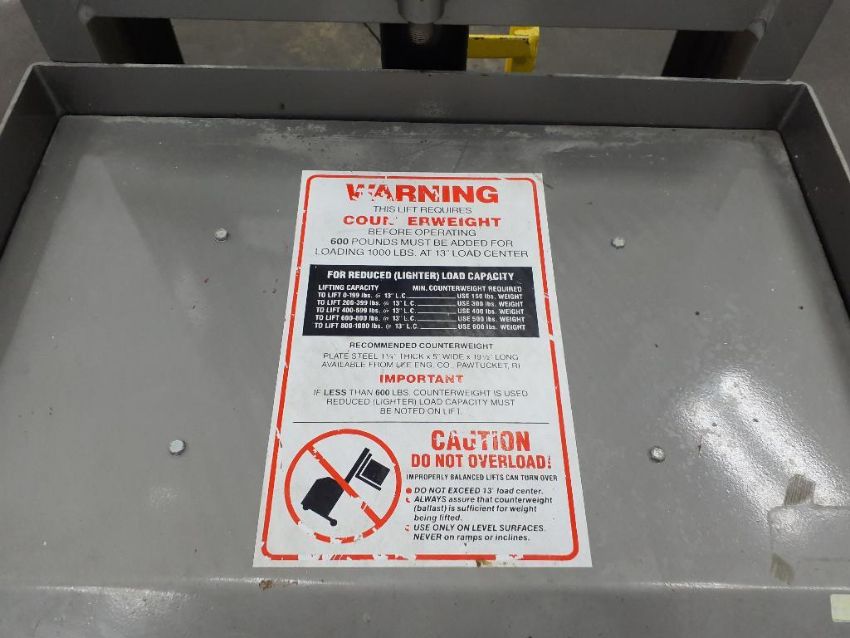 WARNING
THIS LIFT REQUIRES
COUN ERWEIGHT
BEFORE OPERATING
600 POUNDS MUST BE ADDED FOR
LOADING 1000 LBS. AT 13" LOAD CENTER
FOR REDUCED (LIGHTER) LOAD CAPACITY
LIFTING CAPACITY MIN. COUNTERWEIGHT REQUIRED
TO LIFT 0-199 lbs. @ 13" L.C. USE 150 lbs. WEIGHT
TO LIFT 200-399 lbs. @ 13" L.C. USE 300 lbs. WEIGHT
TO LIFT 400-599 lbs. @ 13" L.C. USE 400 lbs. WEIGHT
TO LIFT 600-899 lbs. @ 13" L.C. USE 500 lbs. WEIGHT
TO LIFT 800-1000 lbs. @ 13" L.C. USE 600 lbs. WEIGHT
RECOMMENDED COUNTERWEIGHT
PLATE STEEL THICK x 5" WIDE x 19½" LONG
AVAILABLE FROM ENG. CO., PAWTUCKET, RI
IMPORTANT
IF LESS THAN 600 LBS. COUNTERWEIGHT IS USED
REDUCED (LIGHTER) LOAD CAPACITY MUST
BE NOTED ON LIFT.
CAUTION
DO NOT OVERLOAD!
IMPROPERLY BALANCED LIFTS CAN TURN OVER
• DO NOT EXCEED 13" load center.
• ALWAYS assure that counterweight
(ballast) is sufficient for weight
being lifted.
• USE ONLY ON LEVEL SURFACES.
NEVER on ramps or inclines.